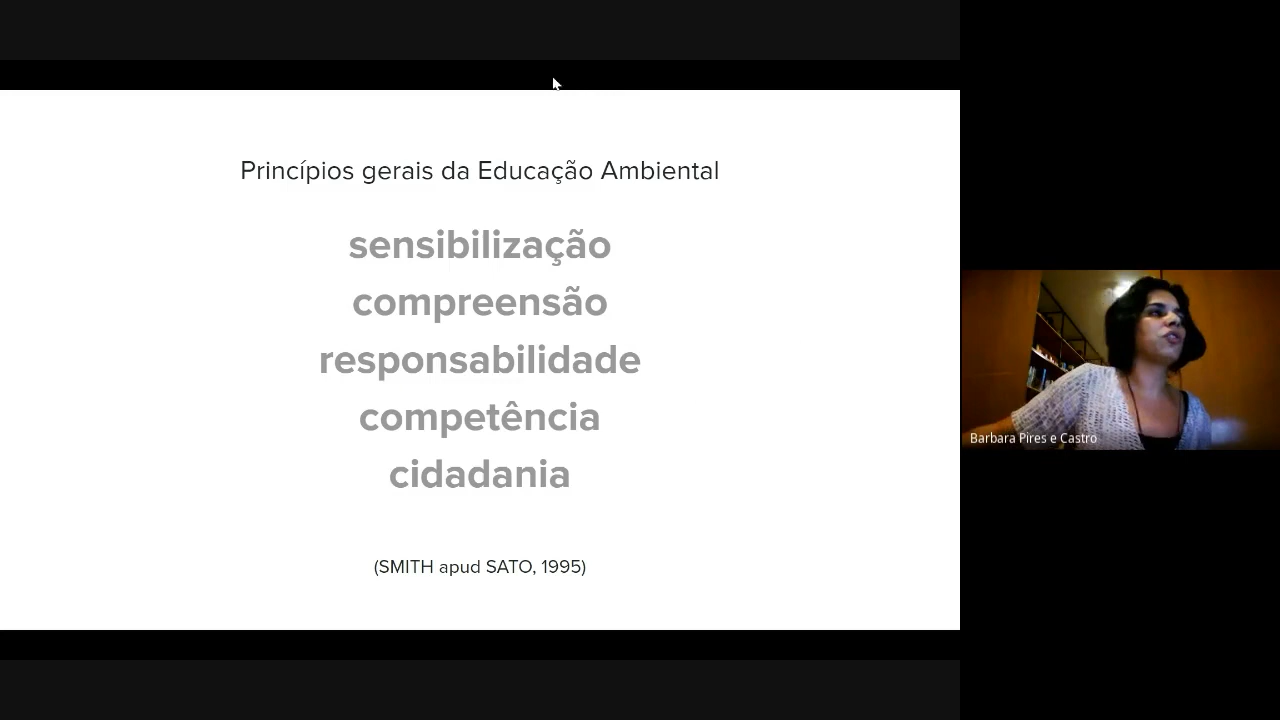 Princípios gerais da Educação Ambiental
sensibilização
compreensão
responsabilidade
competência
cidadania
(SMITH apud SATO, 1995)
Barbara Pires e Castro